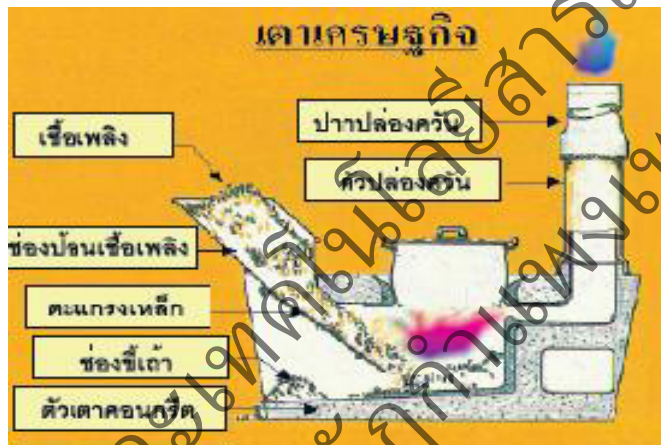 เตาเศรษฐกิจ
เชื้อเพลิง
ปากปล่องควัน
ตัวปล่องควัน
ช่องป้อนเชื้อเพลิง
ตะแกรงเหล็ก
ช่องขี้เถ้า
ตัวเตาคอนกรีต